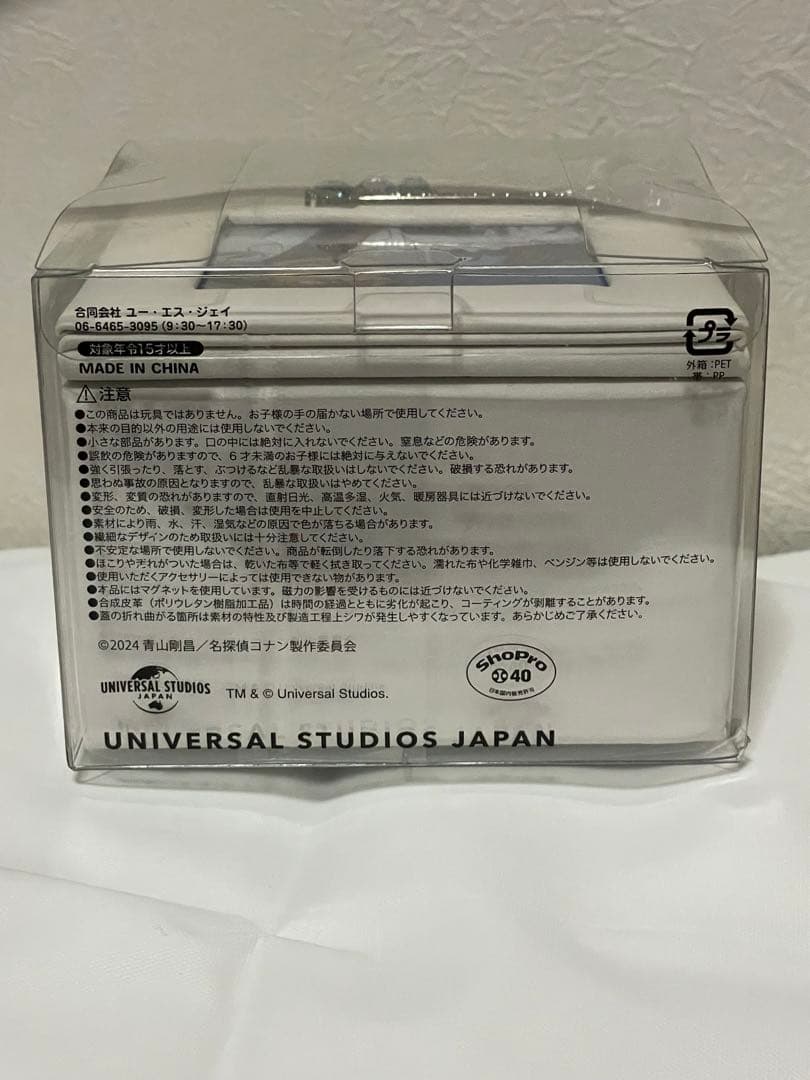 合同会社 ユー・エス・ジェイ
06-6465-3095(9:30〜17:30)
対象年令15才以上
MADE IN CHINA
プラ
外箱:PET
帯:PP
⚠注意
●この商品は玩具ではありません。お子様の手の届かない場所で使用してください。
●本来の目的以外の用途には使用しないでください。
●小さな部品があります。口の中には絶対に入れないでください。窒息などの危険があります。
●誤飲の危険がありますので、6才未満のお子様には絶対に与えないでください。
●強く引張ったり、落とす、ぶつけるなど乱暴な取扱いはしないでください。破損する恐れがあります。
●思わぬ事故の原因となりますので、乱暴な取扱いはやめてください。
●変形、変質の恐れがありますので、直射日光、高温多湿、火気、暖房器具には近づけないでください。
●安全のため、破損、変形した場合は使用を中止してください。
●素材により雨、水、汗、湿気などの原因で色が落ちる場合があります。
●繊細なデザインのため取扱いには十分注意してください。
●不安定な場所で使用しないでください。商品が転倒したり落下する恐れがあります。
●ほこりや汚れがついた場合は、乾いた布等で軽く拭き取ってください。濡れた布や化学雑巾、ベンジン等は使用しないでください。
●使用いただくアクセサリーによっては使用できない物があります。
●本品にはマグネットを使用しています。磁力の影響を受けるものには近づけないでください。
●合成皮革(ポリウレタン樹脂加工品)は時間の経過とともに劣化が起こり、コーティングが剥離することがあります。
●蓋の折れ曲がる箇所は素材の特性及び製造工程上シワが発生しやすくなっています。あらかじめご了承ください。
©2024 青山剛昌/名探偵コナン製作委員会
UNIVERSAL STUDIOS
JAPAN
TM & © Universal Studios.
ShoPro
40
日本国内販売許可
UNIVERSAL STUDIOS JAPAN